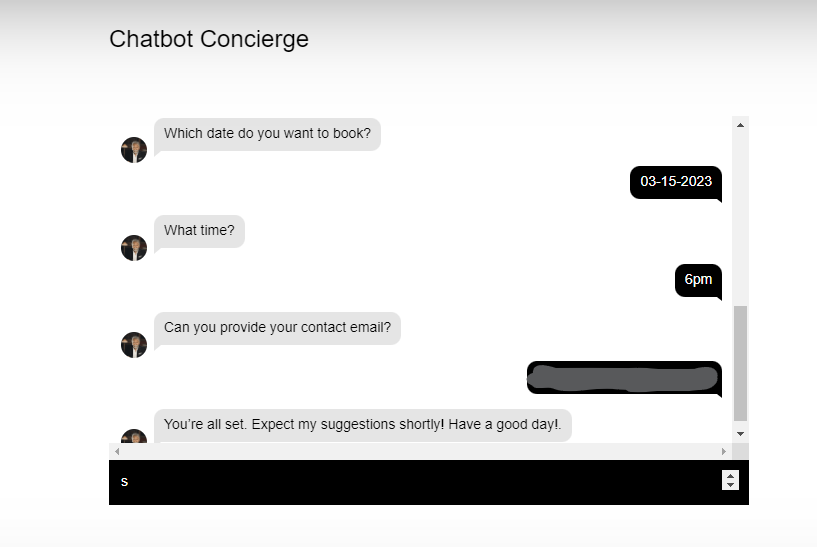 Chatbot Concierge
Which date do you want to book?
03-15-2023
What time?
6pm
Can you provide your contact email?
You’re all set. Expect my suggestions shortly! Have a good day!.
s